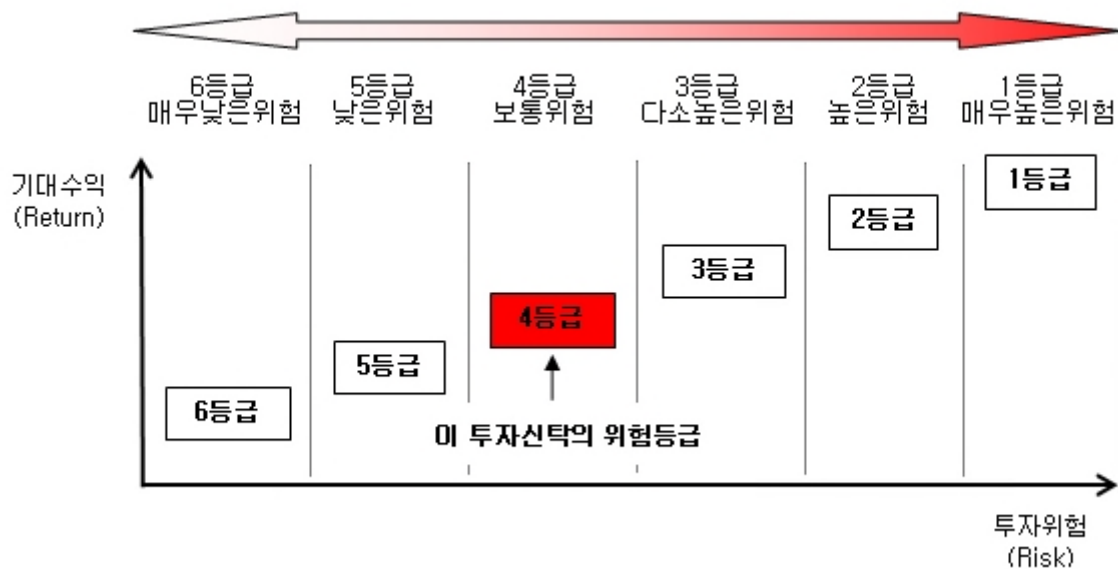 6등급 5등급 4등급 3등급 2등급 1등급
매우낮은위험 낮은위험 보통위험 다소높은위험 높은위험 매우높은위험
기대수익
(Return)
1등급
2등급
3등급
4등급
5등급
6등급
이 투자신탁의 위험등급
투자위험
(Risk)